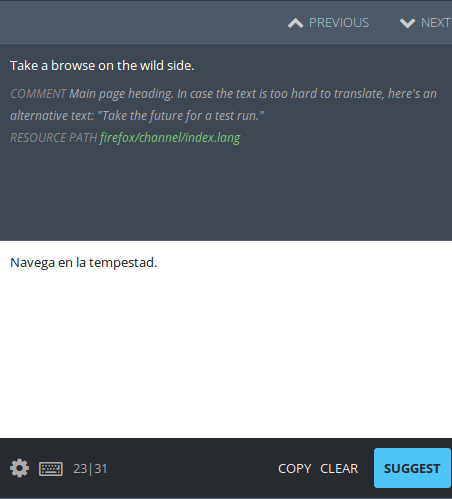 PREVIOUS NEXT
Take a browse on the wild side.
COMMENT Main page heading. In case the text is too hard to translate, here's an
alternative text: "Take the future for a test run."
RESOURCE PATH firefox/channel/index.lang
Navega en la tempestad.
23|31 COPY CLEAR SUGGEST